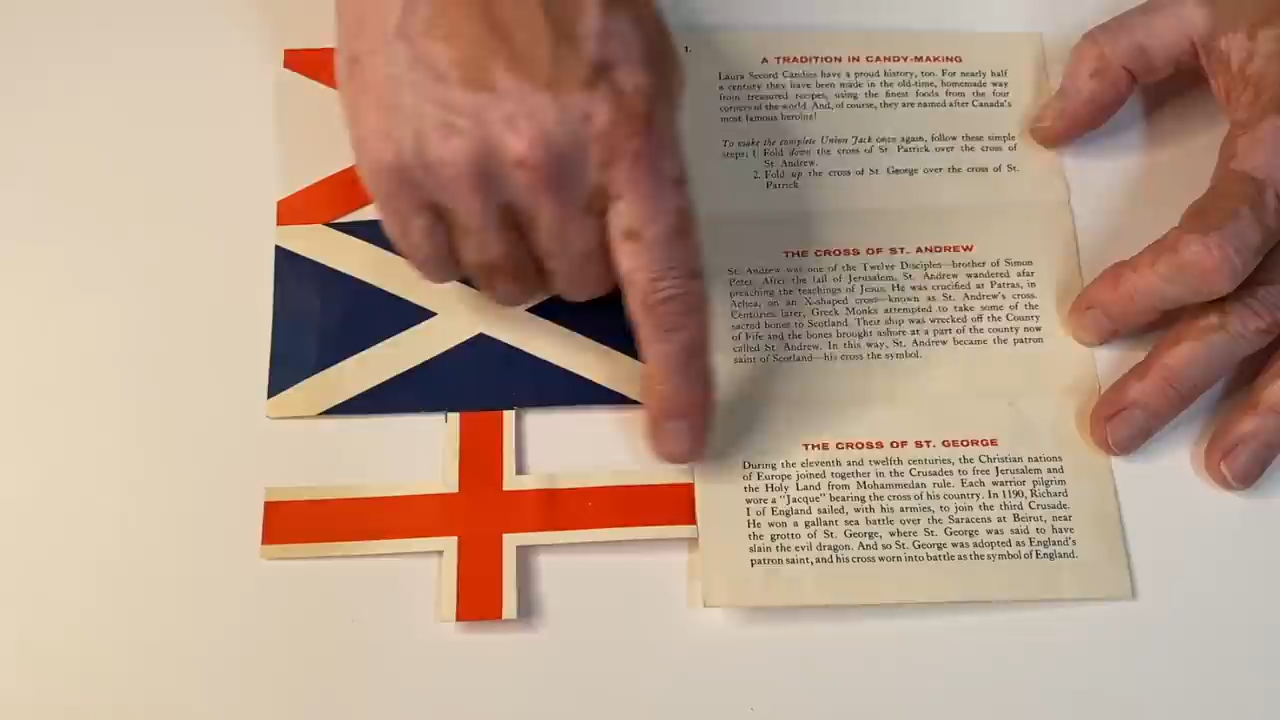 1.
A TRADITION IN CANDY-MAKING
Laura Secord Candies have a proud history, too. For nearly half
a century they have been made in the old-time, homemade way
from treasured recipes, using the finest foods from the four
corners of the world. And, of course, they are named after Canada's
most famous heroine!
To make the complete Union Jack once again, follow these simple
steps: 1. Fold down the cross of St. Patrick over the cross of
St. Andrew.
2. Fold up the cross of St. George over the cross of St.
Patrick.
THE CROSS OF ST. ANDREW
St. Andrew was one of the Twelve Disciples—brother of Simon
Peter. After the fall of Jerusalem, St. Andrew wandered afar
preaching the teachings of Jesus. He was crucified at Patras, in
Achea, on an X-shaped cross—known as St. Andrew's cross.
Centuries later, Greek Monks attempted to take some of the
sacred bones to Scotland. Their ship was wrecked off the County
of Fife and the bones brought ashore at a part of the county now
called St. Andrew. In this way, St. Andrew became the patron
saint of Scotland—his cross the symbol.
THE CROSS OF ST. GEORGE
During the eleventh and twelfth centuries, the Christian nations
of Europe joined together in the Crusades to free Jerusalem and
the Holy Land from Mohammedan rule. Each warrior pilgrim
wore a "Jacque" bearing the cross of his country. In 1190, Richard
I of England sailed, with his armies, to join the third Crusade.
He won a gallant sea battle over the Saracens at Beirut, near
the grotto of St. George, where St. George was said to have
slain the evil dragon. And so St. George was adopted as England's
patron saint, and his cross worn into battle as the symbol of England.